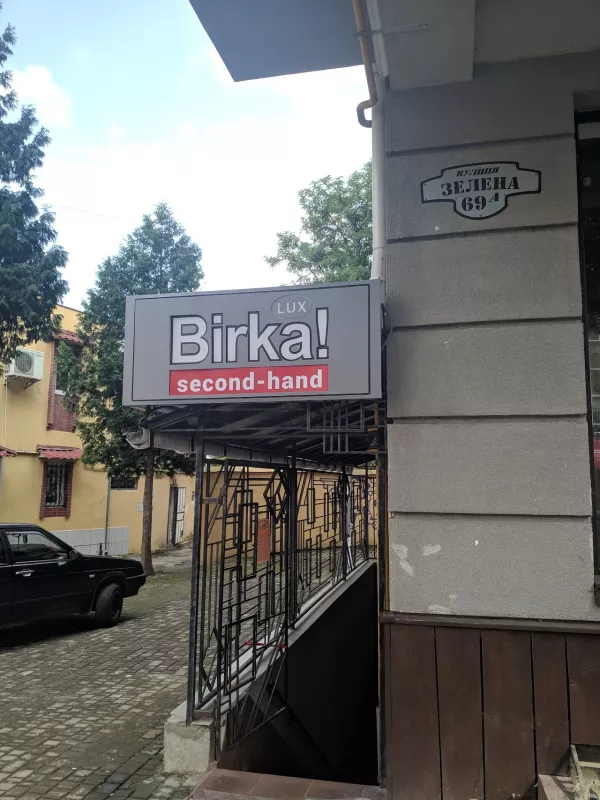 вулиця
ЗЕЛЕНА
69А
LUX
Birka!
second-hand